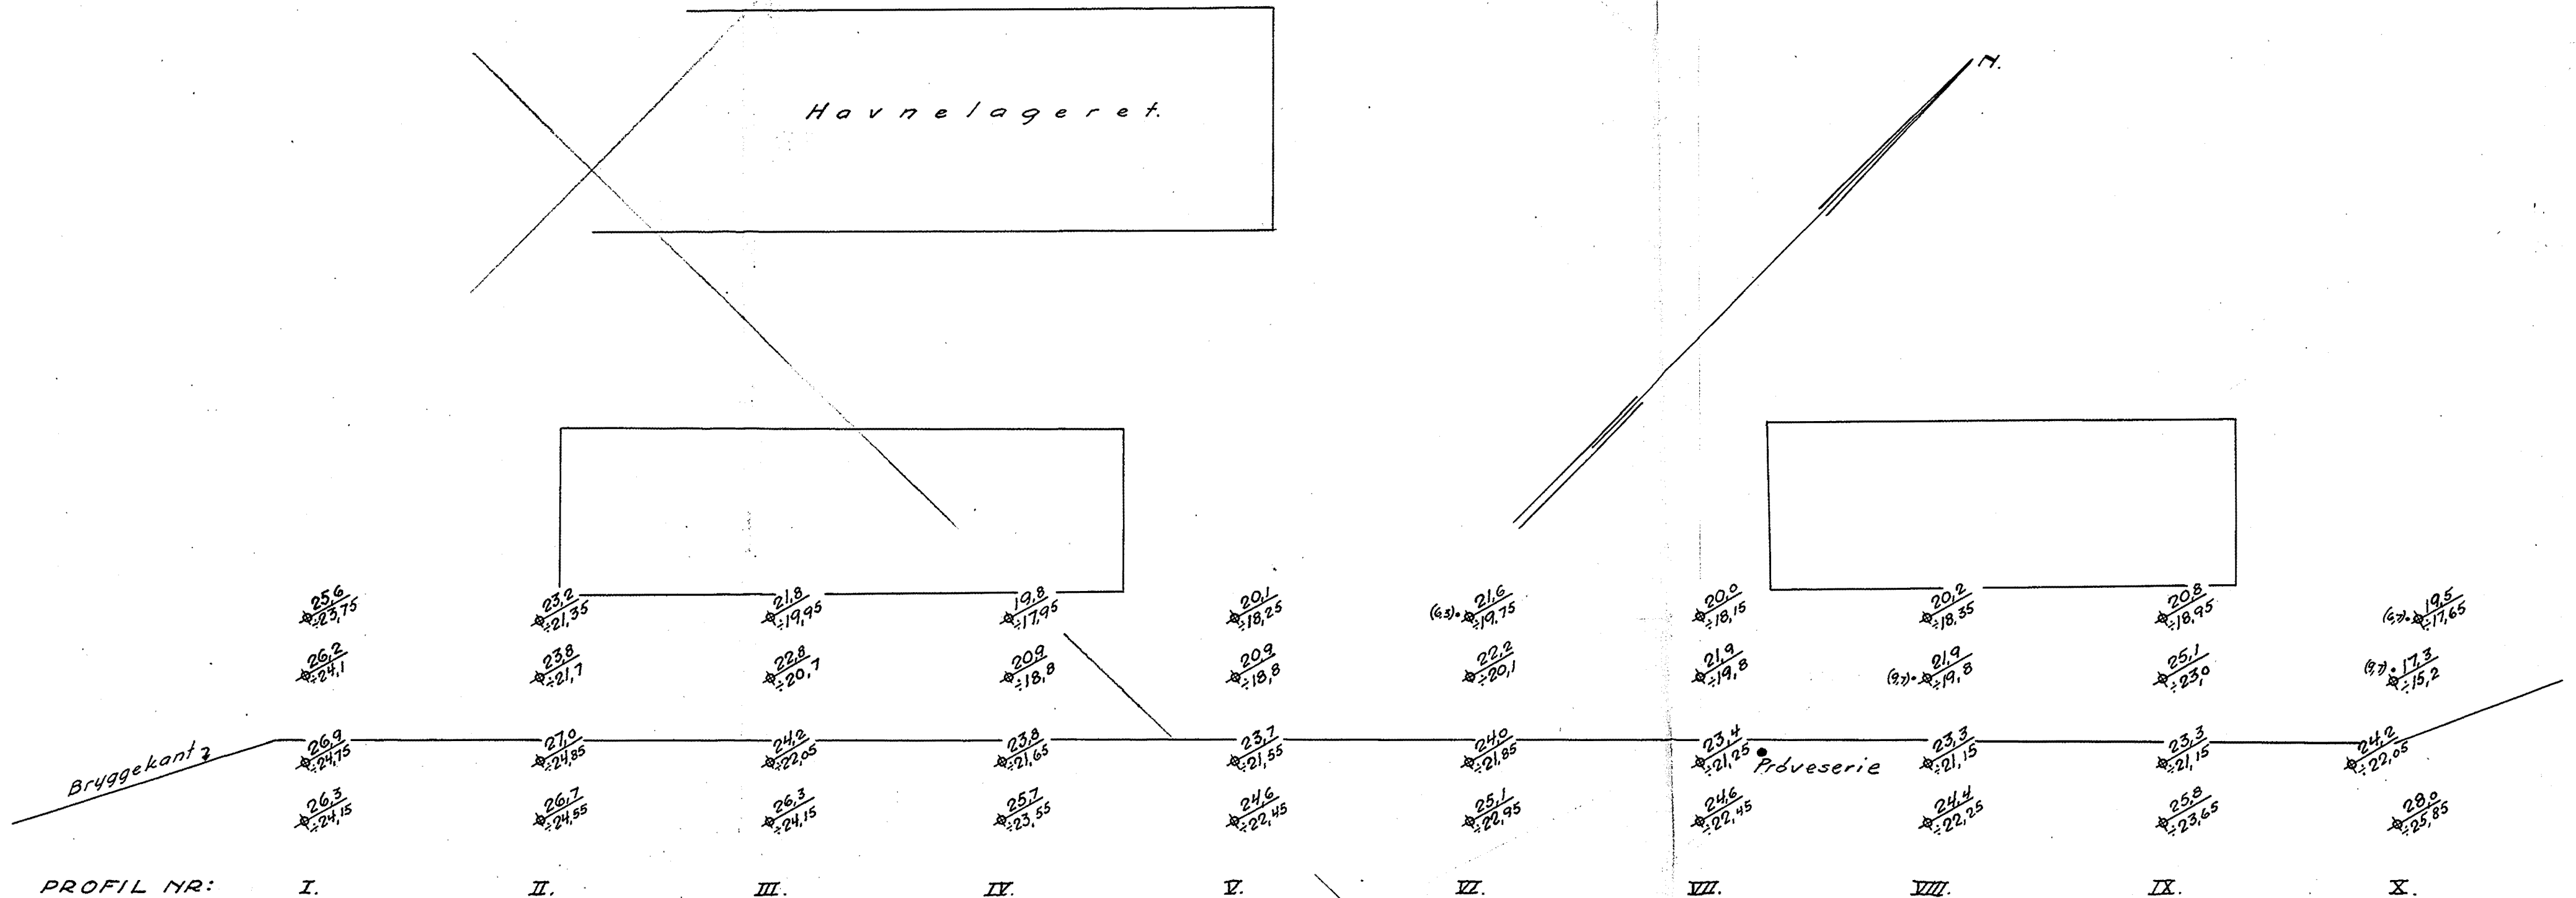 N.
Havnelageret.
25,6 23,2 21,8 19,8 20,1 21,6 20,0 20,2 20,8 19,5
÷23,75 ÷21,35 ÷19,95 ÷17,95 ÷18,25 ÷19,75 ÷18,15 ÷18,35 ÷18,95 ÷17,65
26,2 23,8 22,8 20,9 20,9 22,2 21,9 21,9 25,1 17,3
÷24,1 ÷21,7 ÷20,7 ÷18,8 ÷18,8 ÷20,1 ÷19,8 ÷19,8 ÷23,0 ÷15,2
26,9 27,0 24,2 23,8 23,7 24,0 23,4 23,3 23,3 24,2
÷24,75 ÷24,85 ÷22,05 ÷21,65 ÷21,55 ÷21,85 ÷21,25 ÷21,15 ÷21,15 ÷22,05
Bryggekant
Prøveserie
26,3 26,7 26,3 25,7 24,6 25,1 24,6 24,4 25,8 28,0
÷24,15 ÷24,55 ÷24,15 ÷23,55 ÷22,45 ÷22,95 ÷22,45 ÷22,25 ÷23,65 ÷25,85
PROFIL NR: I. II. III. IV. V. VI. VII. VIII. IX. X.